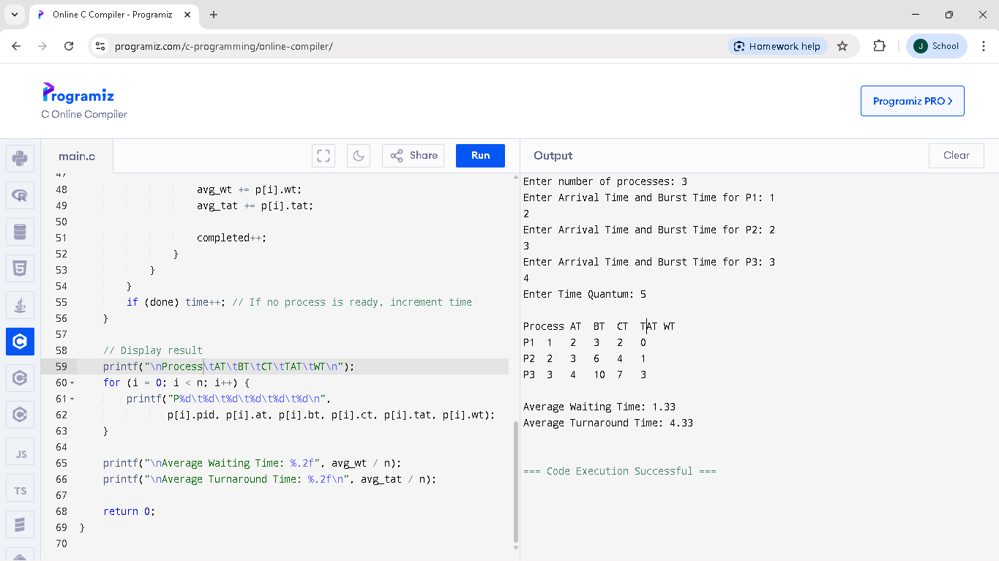 Online C Compiler - Programiz
programiz.com/c-programming/online-compiler/
Homework help
J
School
Programiz
C Online Compiler
Programiz PRO
main.c
Share
Run
Output
Clear
JS
TS
47
48 avg_wt += p[i].wt;
49 avg_tat += p[i].tat;
50
51 completed++;
52 }
53 }
54 }
55 if (done) time++; // If no process is ready, increment time
56 }
57
58 // Display result
59 printf("\nProcess\tAT\tBT\tCT\tTAT\tWT\n");
60 for (i = 0; i < n; i++) {
61 printf("P%d\t%d\t%d\t%d\t%d\t%d\n",
62 p[i].pid, p[i].at, p[i].bt, p[i].ct, p[i].tat, p[i].wt);
63 }
64
65 printf("\nAverage Waiting Time: %.2f", avg_wt / n);
66 printf("\nAverage Turnaround Time: %.2f\n", avg_tat / n);
67
68 return 0;
69 }
70
Enter number of processes: 3
Enter Arrival Time and Burst Time for P1: 1
2
Enter Arrival Time and Burst Time for P2: 2
3
Enter Arrival Time and Burst Time for P3: 3
4
Enter Time Quantum: 5
Process AT BT CT TAT WT
P1 1 2 3 2 0
P2 2 3 6 4 1
P3 3 4 10 7 3
Average Waiting Time: 1.33
Average Turnaround Time: 4.33
=== Code Execution Successful ===